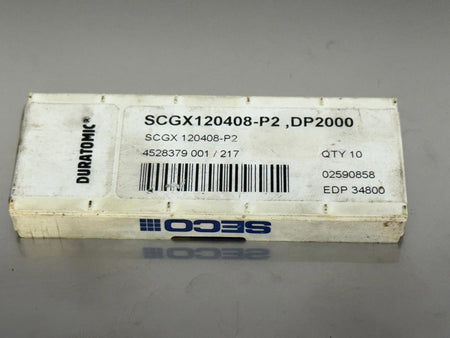 DURATOMIC®
SCGX120408-P2 ,DP2000
SCGX 120408-P2
4528379 001 / 217
QTY 10
02590858
EDP 34800
SECO